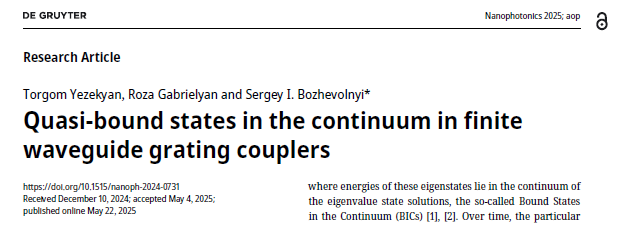 DE GRUYTER
Nanophotonics 2025; aop
Research Article
Torgom Yezekyan, Roza Gabrielyan and Sergey I. Bozhevolnyi*
Quasi-bound states in the continuum in finite
waveguide grating couplers
https://doi.org/10.1515/nanoph-2024-0731
Received December 10, 2024; accepted May 4, 2025;
published online May 22, 2025
where energies of these eigenstates lie in the continuum of
the eigenvalue state solutions, the so-called Bound States
in the Continuum (BICs) [1], [2]. Over time, the particular